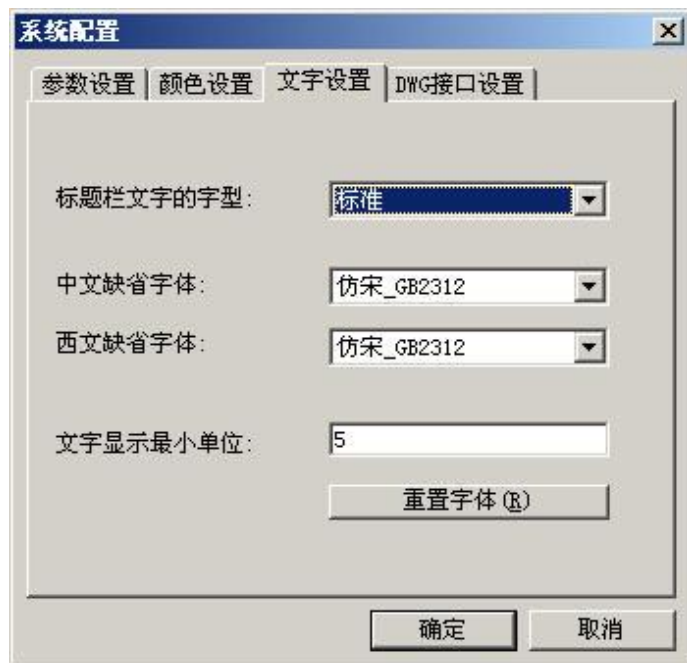 系统配置
参数设置 颜色设置 文字设置 DWG接口设置
标题栏文字的字型: 标准
中文缺省字体: 仿宋_GB2312
西文缺省字体: 仿宋_GB2312
文字显示最小单位: 5
重置字体(R)
确定 取消